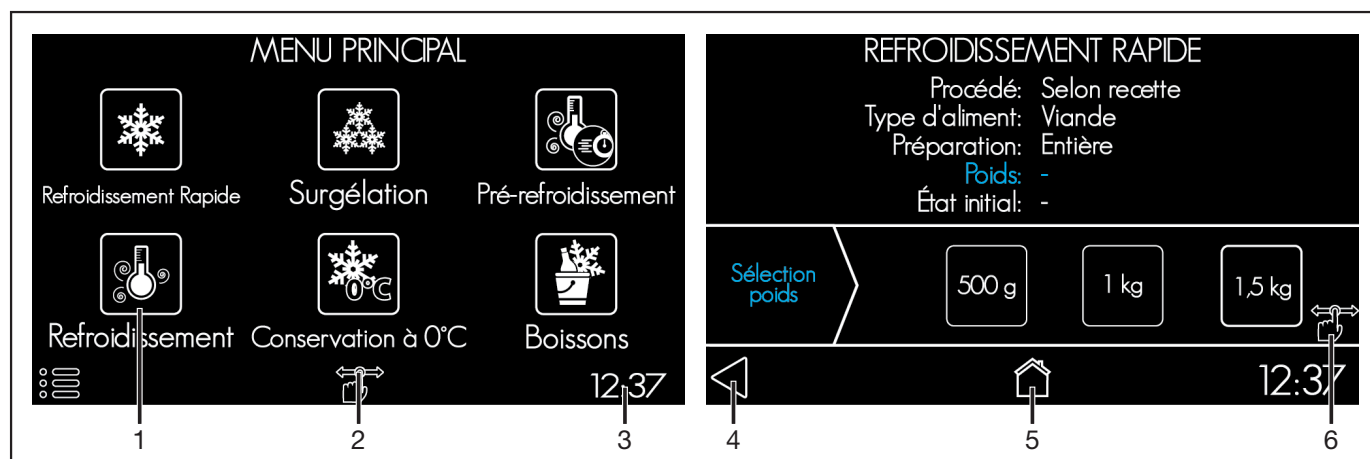 MENU PRINCIPAL
Refroidissement Rapide
Surgélation
Pré-refroidissement
0°C
Refroidissement
Conservation à 0°C
Boissons
12:37
1
2
3
REFROIDISSEMENT RAPIDE
Procédé: Selon recette
Type d'aliment: Viande
Préparation: Entière
Poids: -
État initial: -
Sélection
poids
500 g
1 kg
1,5 kg
12:37
4
5
6